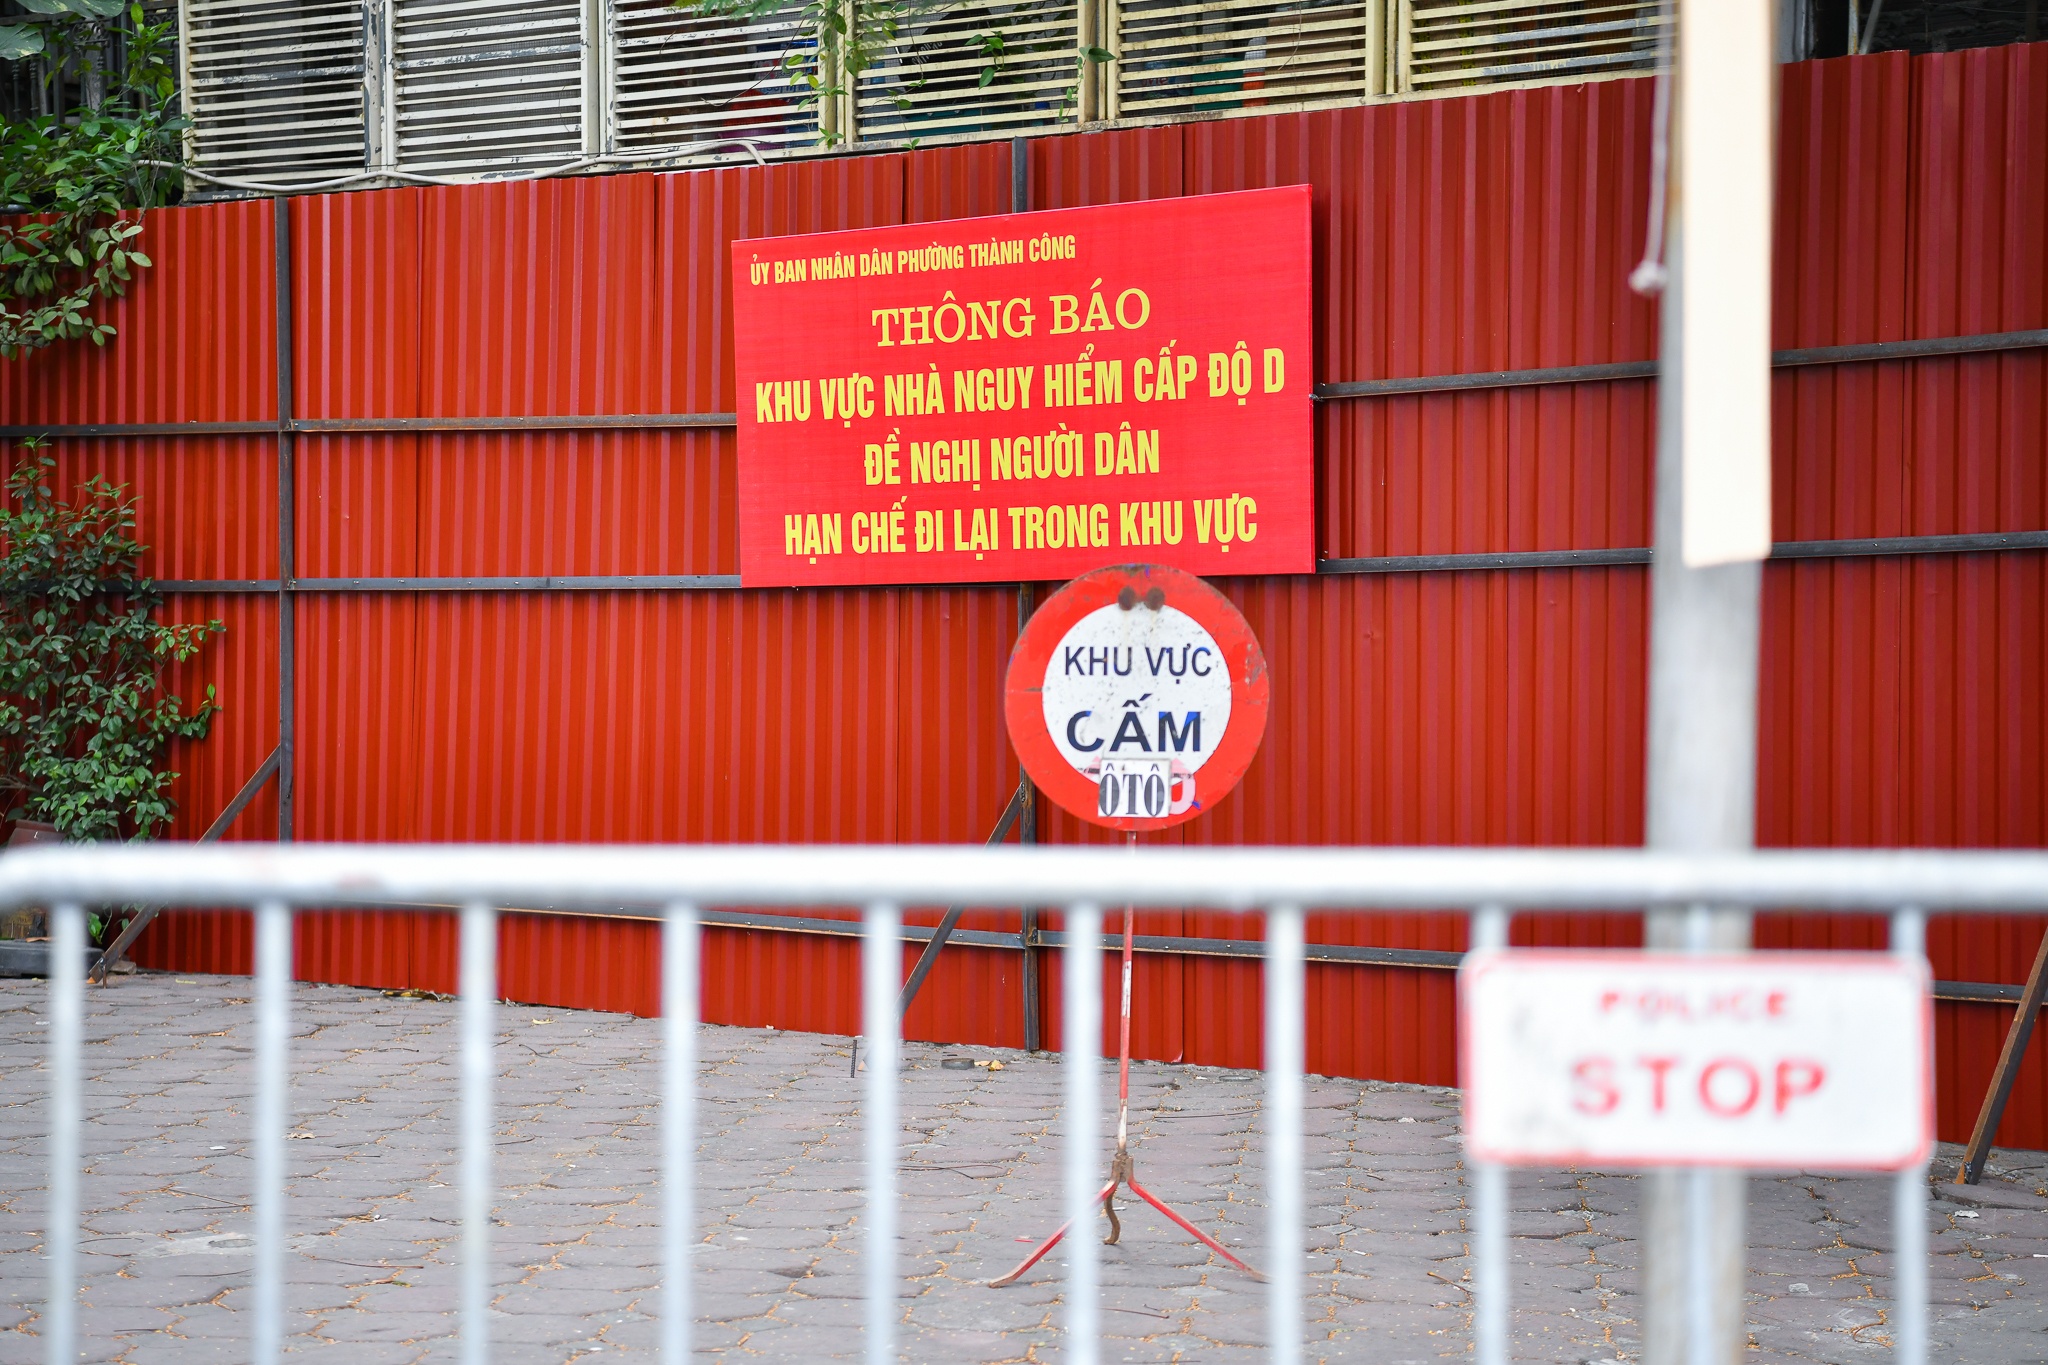 ỦY BAN NHÂN DÂN PHƯỜNG THÀNH CÔNG
THÔNG BÁO
KHU VỰC NHÀ NGUY HIỂM CẤP ĐỘ D
ĐỀ NGHỊ NGƯỜI DÂN
HẠN CHẾ ĐI LẠI TRONG KHU VỰC
KHU VỰC
CẤM
ÔTÔ
POLICE
STOP